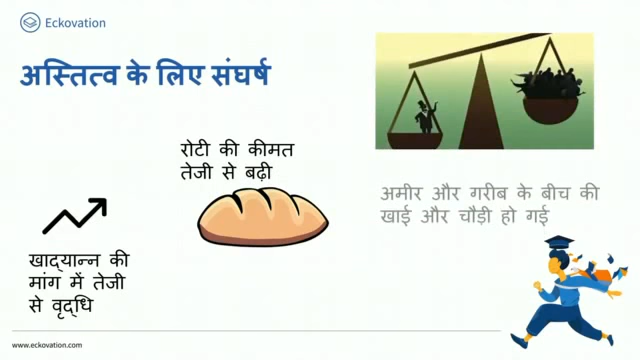 Eckovation
अस्तित्व के लिए संघर्ष
रोटी की कीमत
तेजी से बढ़ी
अमीर और गरीब के बीच की
खाई और चौड़ी हो गई
खाद्यान्न की
मांग में तेजी
से वृद्धि
www.eckovation.com